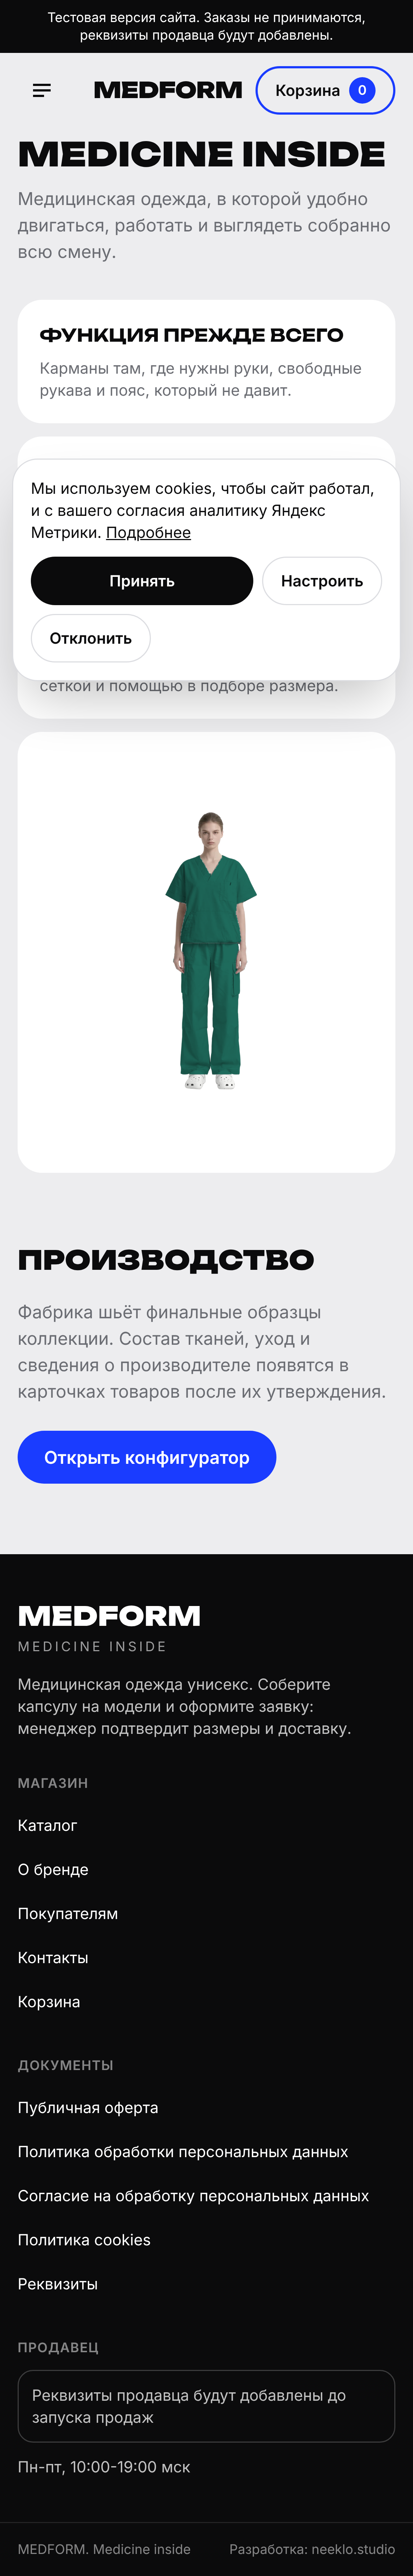 Тестовая версия сайта. Заказы не принимаются,
реквизиты продавца будут добавлены.
MEDFORM
Корзина 0
MEDICINE INSIDE
Медицинская одежда, в которой удобно
двигаться, работать и выглядеть собранно
всю смену.
ФУНКЦИЯ ПРЕЖДЕ ВСЕГО
Карманы там, где нужны руки, свободные
рукава и пояс, который не давит.
Мы используем cookies, чтобы сайт работал,
и с вашего согласия аналитику Яндекс
Метрики. Подробнее
Принять
Настроить
Отклонить
сеткой и помощью в подборе размера.
ПРОИЗВОДСТВО
Фабрика шьёт финальные образцы
коллекции. Состав тканей, уход и
сведения о производителе появятся в
карточках товаров после их утверждения.
Открыть конфигуратор
MEDFORM
MEDICINE INSIDE
Медицинская одежда унисекс. Соберите
капсулу на модели и оформите заявку:
менеджер подтвердит размеры и доставку.
МАГАЗИН
Каталог
О бренде
Покупателям
Контакты
Корзина
ДОКУМЕНТЫ
Публичная оферта
Политика обработки персональных данных
Согласие на обработку персональных данных
Политика cookies
Реквизиты
ПРОДАВЕЦ
Реквизиты продавца будут добавлены до
запуска продаж
Пн-пт, 10:00-19:00 мск
MEDFORM. Medicine inside
Разработка: neeklo.studio